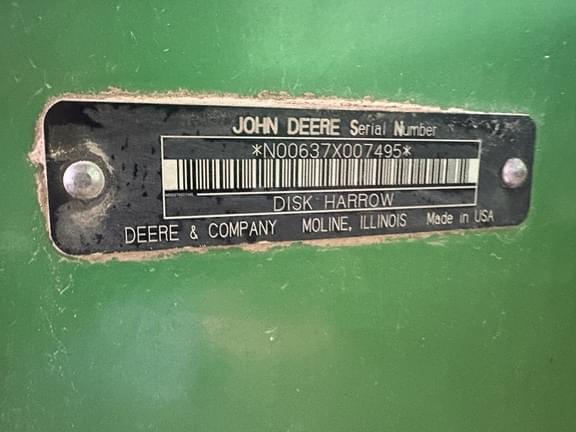 JOHN DEERE Serial Number
*N00637X007495*
DISK HARROW
DEERE & COMPANY MOLINE, ILLINOIS Made in USA